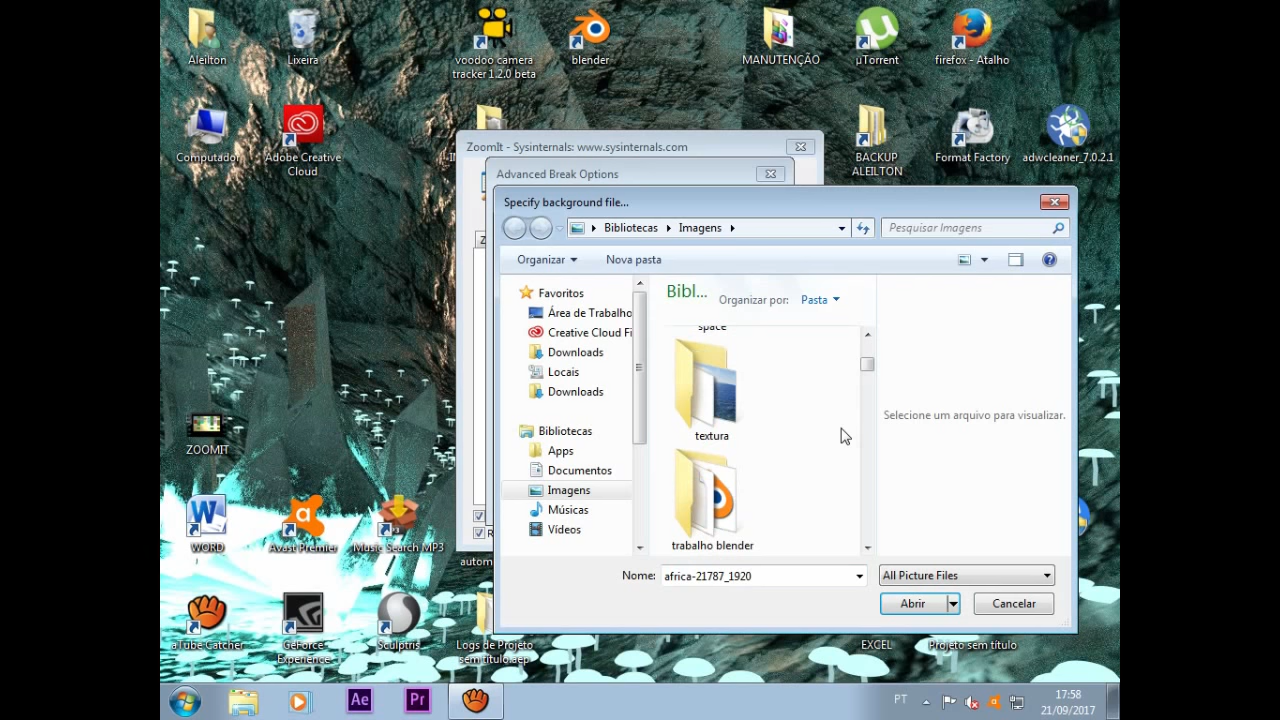 Aleilton
Lixeira
voodoo camera
tracker 1.2.0 beta
blender
MANUTENÇÃO
µTorrent
firefox - Atalho
Computador
Adobe Creative
Cloud
BACKUP
ALEILTON
Format Factory
adwcleaner_7.0.2.1
ZoomIt - Sysinternals: www.sysinternals.com
Advanced Break Options
Specify background file...
Bibliotecas
Imagens
Pesquisar Imagens
Organizar
Nova pasta
Favoritos
Área de Trabalho
Creative Cloud Fi
Downloads
Locais
Downloads
Bibliotecas
Apps
Documentos
Imagens
Músicas
Vídeos
Bibl...
Organizar por:
Pasta
space
textura
trabalho blender
Selecione um arquivo para visualizar.
Nome:
africa-21787_1920
All Picture Files
Abrir
Cancelar
ZOOMIT
WORD
Avast Premier
Music Search MP3
autom
aTube Catcher
GeForce
Experience
Sculptris
Logs de Projeto
sem título.aep
EXCEL
Projeto sem título
Ae
Pr
PT
17:58
21/09/2017